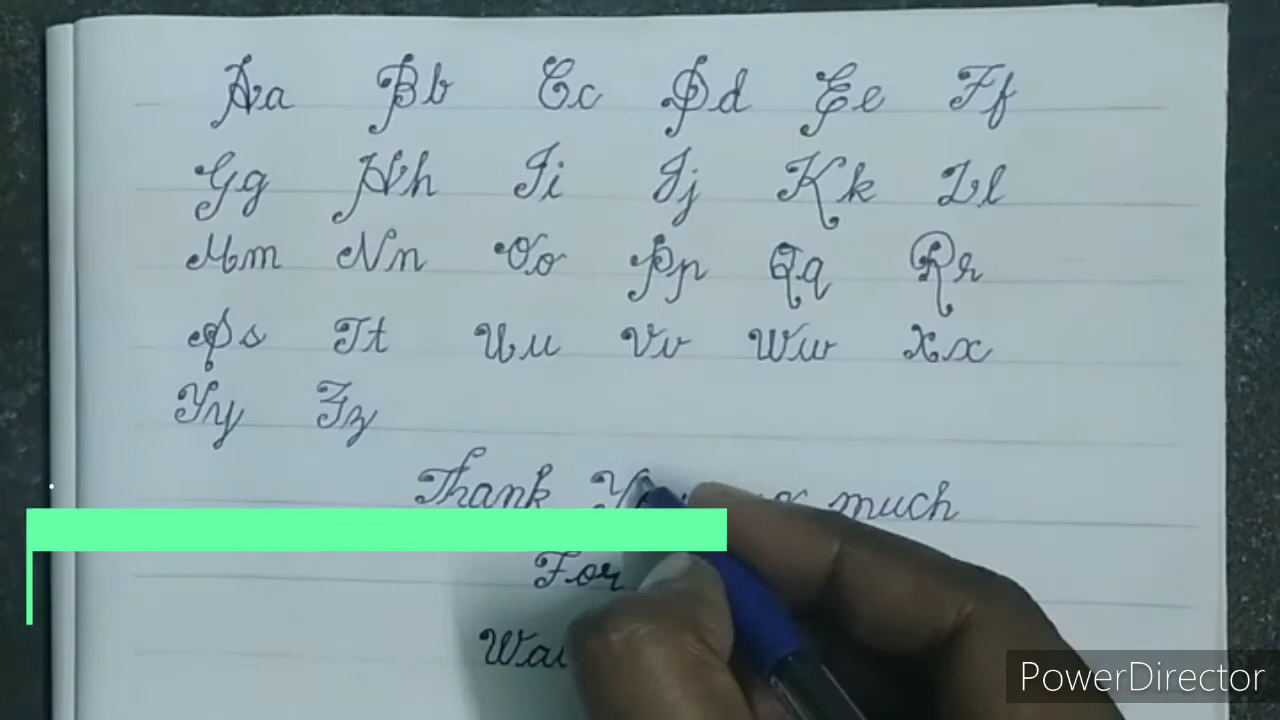 Aa Bb Cc Dd Ee Ff
Gg Hh Ii Jj Kk Ll
Mm Nn Oo Pp Qq Rr
Ss Tt Uu Vv Ww Xx
Yy Zz
Thank much
For
PowerDirector